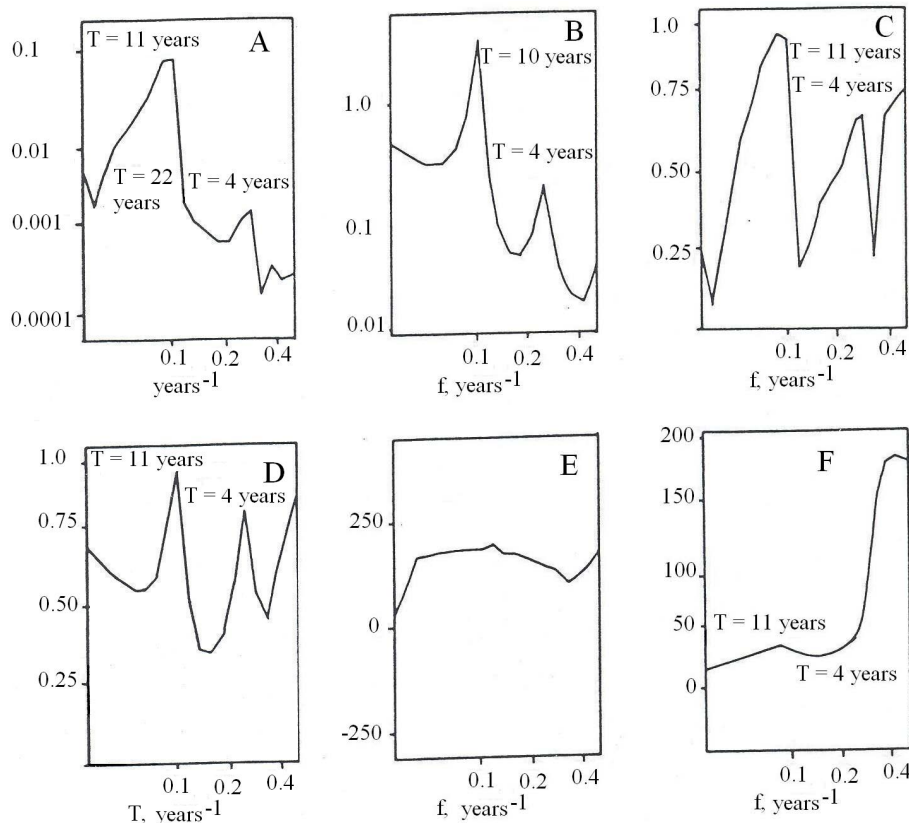 A
T = 11 years
0.1
0.01
T = 22
years
T = 4 years
0.001
0.0001
0.1
0.2
0.4
years-1
B
T = 10 years
1.0
T = 4 years
0.1
0.01
0.1
0.2
0.4
f, years-1
C
1.0
T = 11 years
0.75
T = 4 years
0.25
0.1
0.2
0.4
f, years-1
D
1.0
T = 11 years
T = 4 years
0.75
0.50
0.25
0.1
0.2
0.4
T, years-1
E
250
0
-250
0.1
0.2
0.4
f, years-1
F
200
150
100
50
T = 11 years
T = 4 years
0
0.1
0.2
0.4
f, years-1